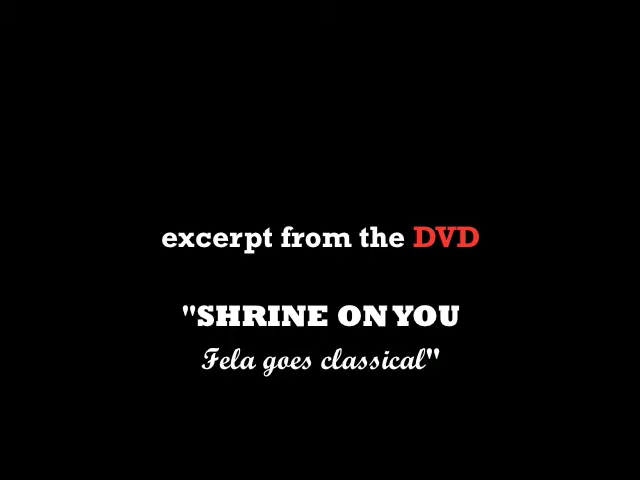 excerpt from the DVD
"SHRINE ON YOU
Fela goes classical"